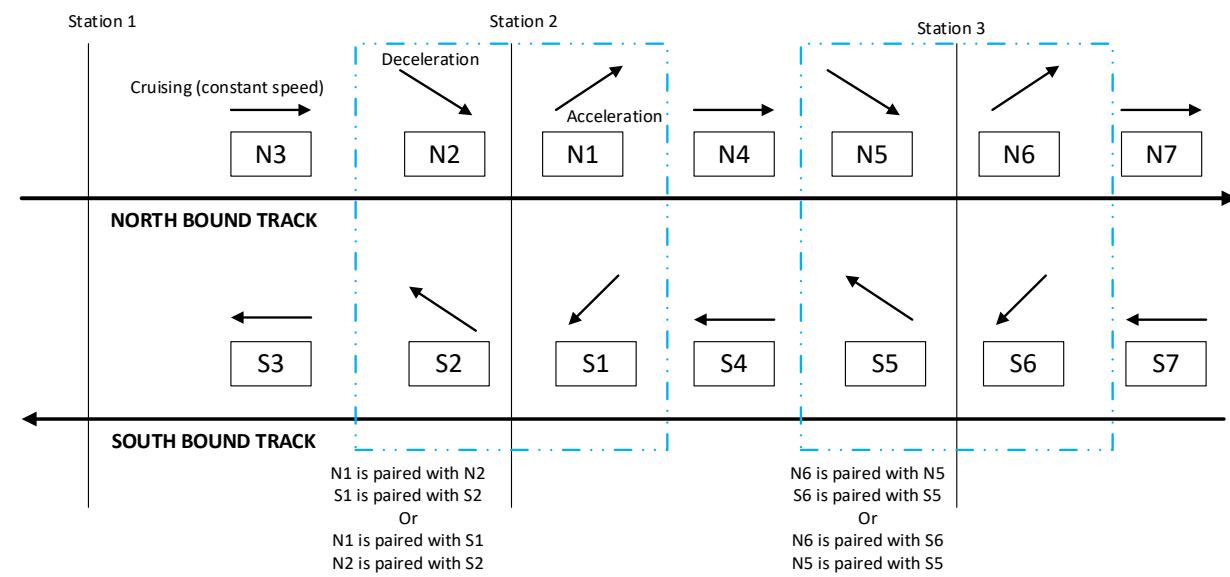 Station 1
Station 2
Station 3
Deceleration
Cruising (constant speed)
Acceleration
N3
N2
N1
N4
N5
N6
N7
NORTH BOUND TRACK
S3
S2
S1
S4
S5
S6
S7
SOUTH BOUND TRACK
N1 is paired with N2
S1 is paired with S2
Or
N1 is paired with S1
N2 is paired with S2
N6 is paired with N5
S6 is paired with S5
Or
N6 is paired with S6
N5 is paired with S5